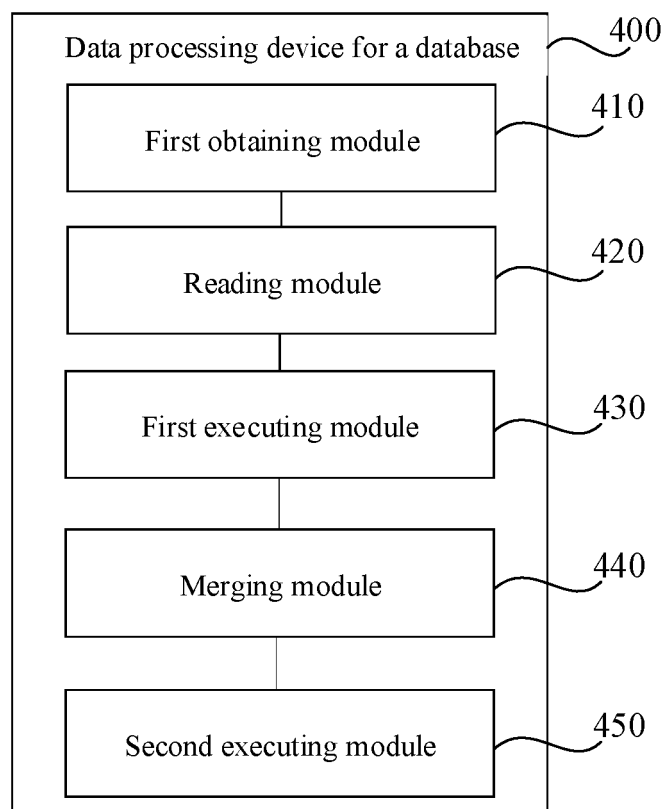 Data processing device for a database
400
First obtaining module
410
Reading module
420
First executing module
430
Merging module
440
Second executing module
450